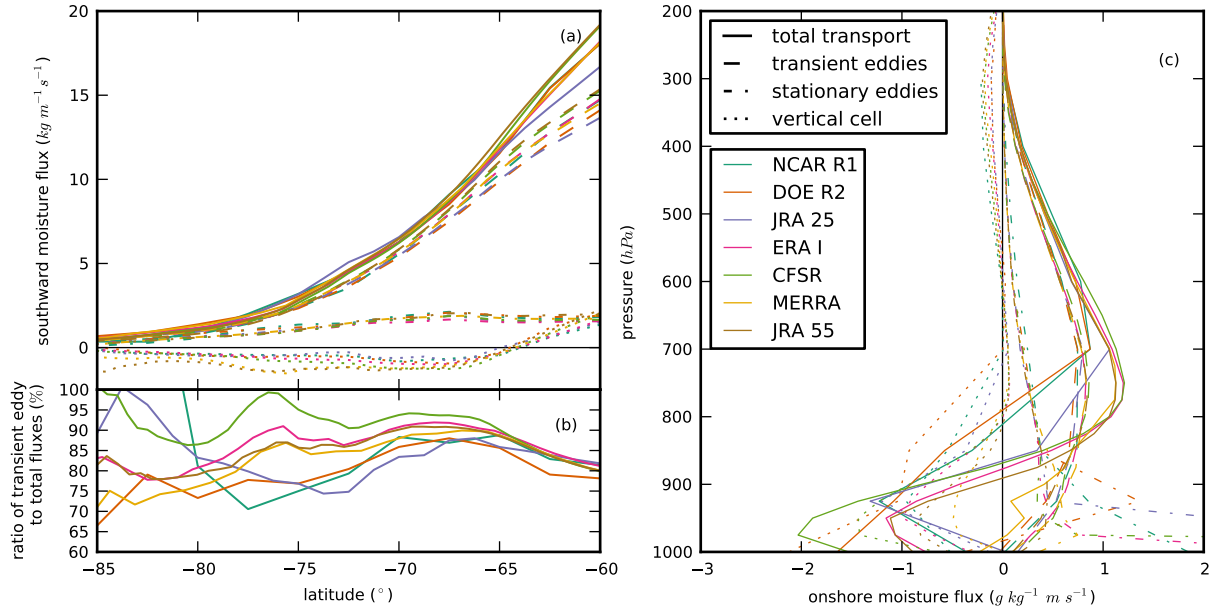 (a)
southward moisture flux (kg m⁻¹ s⁻¹)
20
15
10
5
0
(b)
ratio of transient eddy
to total fluxes (%)
100
95
90
85
80
75
70
65
60
−85
−80
−75
−70
−65
−60
latitude (°)
(c)
pressure (hPa)
200
300
400
500
600
700
800
900
1000
total transport
transient eddies
stationary eddies
vertical cell
NCAR R1
DOE R2
JRA 25
ERA I
CFSR
MERRA
JRA 55
−3
−2
−1
0
1
2
onshore moisture flux (g kg⁻¹ m s⁻¹)